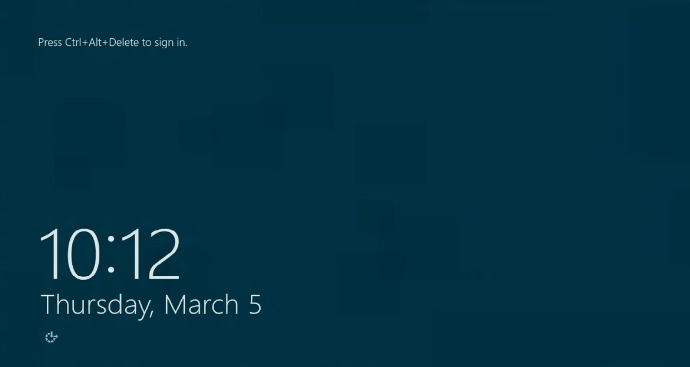 Press Ctrl+Alt+Delete to sign in.
10:12
Thursday, March 5